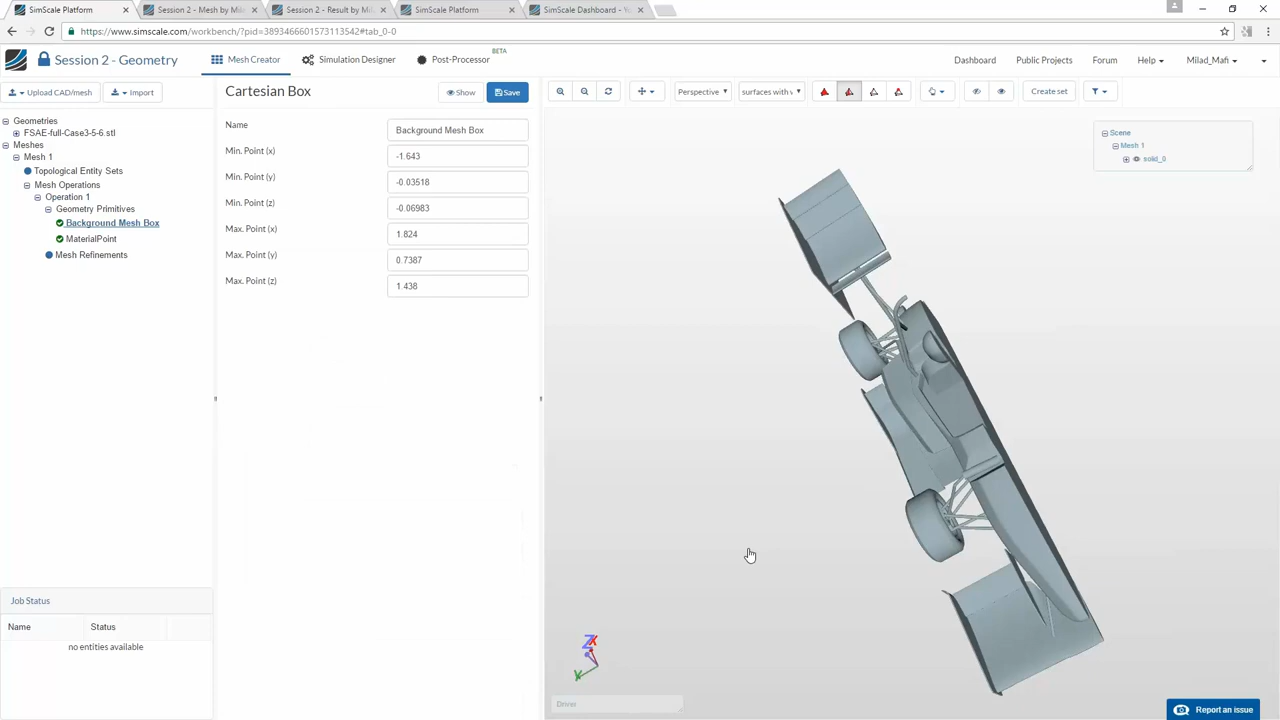 SimScale Platform
Session 2 - Mesh by Mil
Session 2 - Result by Mil
SimScale Platform
SimScale Dashboard - Yo
https://www.simscale.com/workbench/?pid=3893466601573113542#tab_0-0
Session 2 - Geometry
Mesh Creator
Simulation Designer
Post-Processor
BETA
Dashboard
Public Projects
Forum
Help
Milad_Mafi
Upload CAD/mesh
Import
Cartesian Box
Show
Save
Perspective
surfaces with
Create set
Geometries
FSAE-full-Case3-5-6.stl
Meshes
Mesh 1
Topological Entity Sets
Mesh Operations
Operation 1
Geometry Primitives
Background Mesh Box
MaterialPoint
Mesh Refinements
Name
Background Mesh Box
Min. Point (x)
-1.643
Min. Point (y)
-0.03518
Min. Point (z)
-0.06983
Max. Point (x)
1.824
Max. Point (y)
0.7387
Max. Point (z)
1.438
Scene
Mesh 1
solid_0
Z
X
Y
Job Status
Name
Status
no entities available
Report an issue